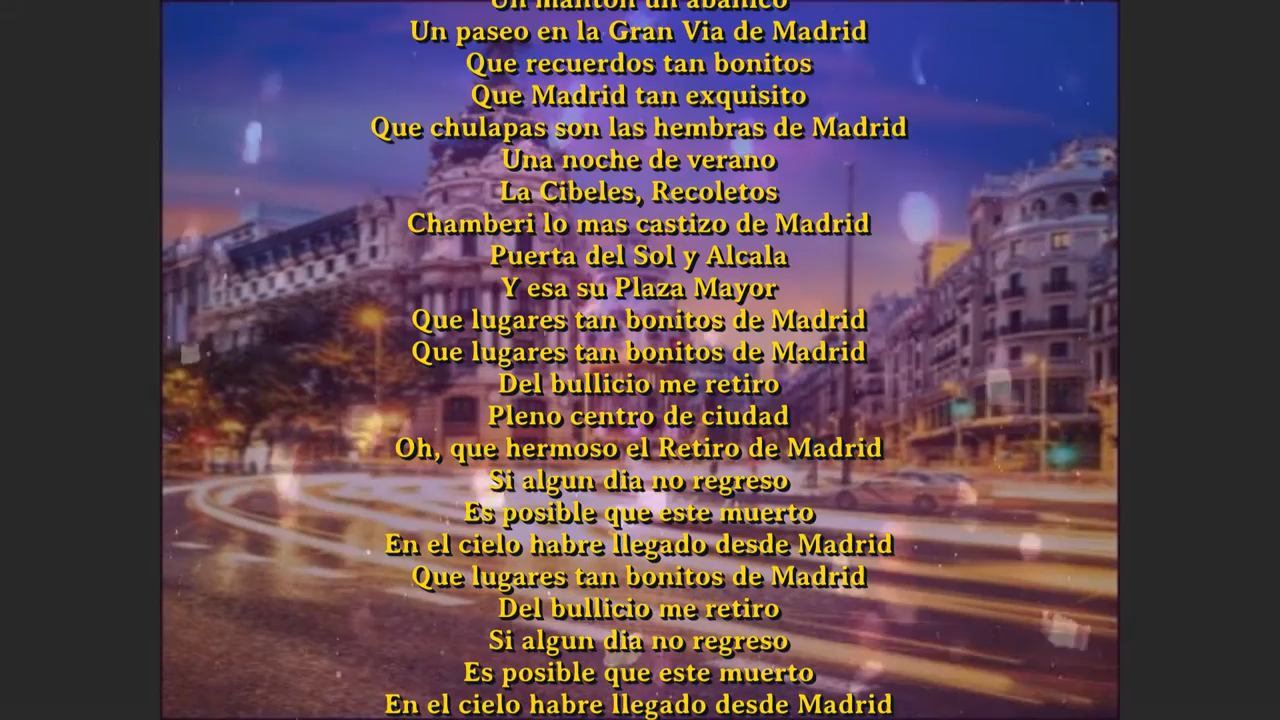 Un manton un abanico
Un paseo en la Gran Via de Madrid
Que recuerdos tan bonitos
Que Madrid tan exquisito
Que chulapas son las hembras de Madrid
Una noche de verano
La Cibeles, Recoletos
Chamberi lo mas castizo de Madrid
Puerta del Sol y Alcala
Y esa su Plaza Mayor
Que lugares tan bonitos de Madrid
Que lugares tan bonitos de Madrid
Del bullicio me retiro
Pleno centro de ciudad
Oh, que hermoso el Retiro de Madrid
Si algun dia no regreso
Es posible que este muerto
En el cielo habre llegado desde Madrid
Que lugares tan bonitos de Madrid
Del bullicio me retiro
Si algun dia no regreso
Es posible que este muerto
En el cielo habre llegado desde Madrid